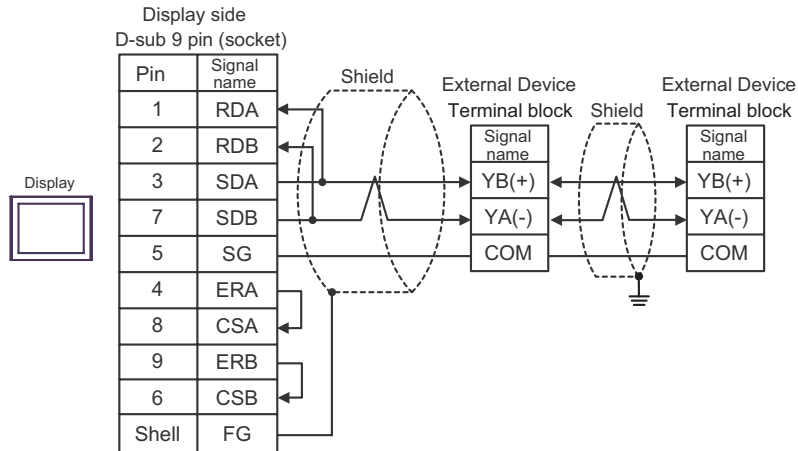 Display side
D-sub 9 pin (socket)
Pin Signal name
1 RDA
2 RDB
3 SDA
7 SDB
5 SG
4 ERA
8 CSA
9 ERB
6 CSB
Shell FG
Display
Shield
External Device
Terminal block
Signal
name
YB(+)
YA(-)
COM
Shield
External Device
Terminal block
Signal
name
YB(+)
YA(-)
COM